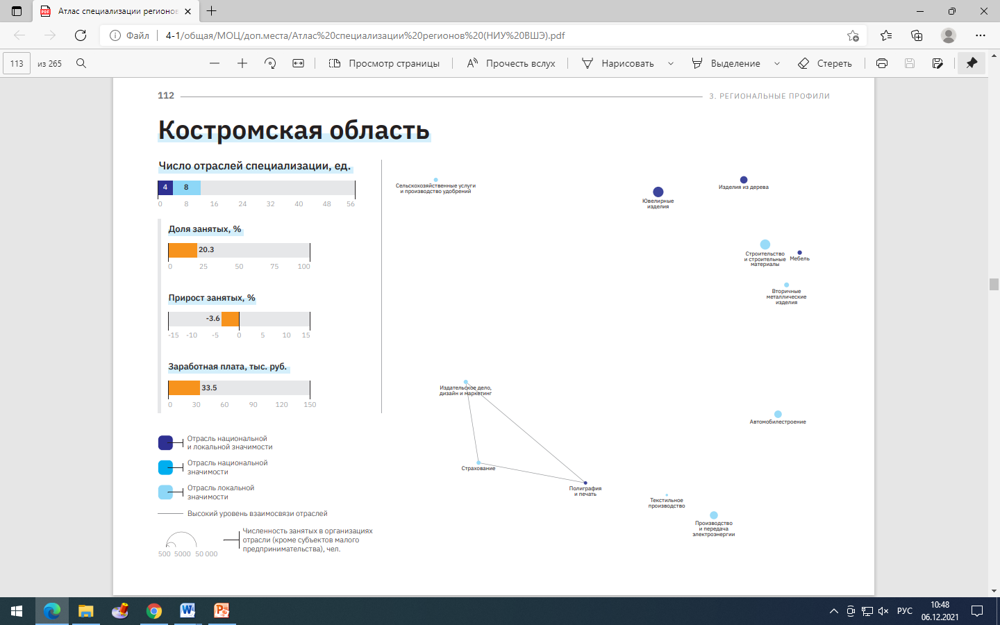 Атлас специализации регионов
Файл
4-1/общая/МОЦ/доп.места/Атлас%20специализации%20регионов%20(НИУ%20ВШЭ).pdf
113 из 265
Просмотр страницы
Прочесть вслух
Нарисовать
Выделение
Стереть
112
3. РЕГИОНАЛЬНЫЕ ПРОФИЛИ
Костромская область
Число отраслей специализации, ед.
4 8
0 8 16 24 32 40 48 56
Доля занятых, %
20.3
0 25 50 75 100
Прирост занятых, %
-3.6
-15 -10 -5 0 5 10 15
Заработная плата, тыс. руб.
33.5
0 30 60 90 120 150
Отрасль национальной
и локальной значимости
Отрасль национальной
значимости
Отрасль локальной
значимости
Высокий уровень взаимосвязи отраслей
Численность занятых в организациях
отрасли (кроме субъектов малого
предпринимательства), чел.
500 5000 50 000
Сельскохозяйственные услуги
и производство удобрений
Ювелирные
изделия
Изделия из дерева
Строительство
и строительные
материалы
Мебель
Вторичные
металлические
изделия
Издательское дело,
дизайн и маркетинг
Автомобилестроение
Страхование
Полиграфия
и печать
Текстильное
производство
Производство
и передача
электроэнергии
РУС
10:48
06.12.2021